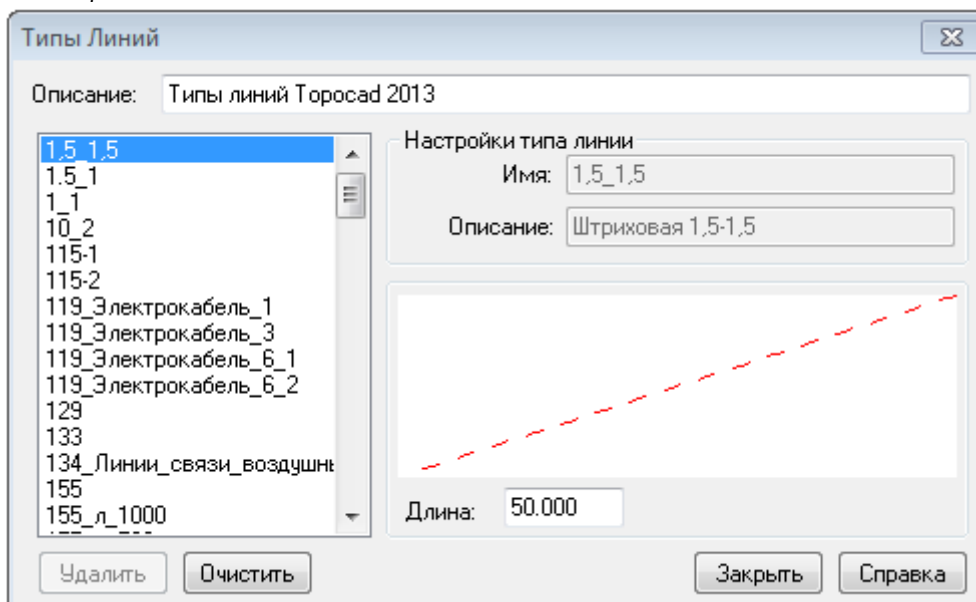 Типы Линий
Описание: Типы линий Topocad 2013
1,5_1,5
1.5_1
1_1
10_2
115-1
115-2
119_Электрокабель_1
119_Электрокабель_3
119_Электрокабель_6_1
119_Электрокабель_6_2
129
133
134_Линии_связи_воздушнь
155
155_л_1000
Настройки типа линии
Имя: 1,5_1,5
Описание: Штриховая 1,5-1,5
Длина: 50.000
Удалить
Очистить
Закрыть
Справка